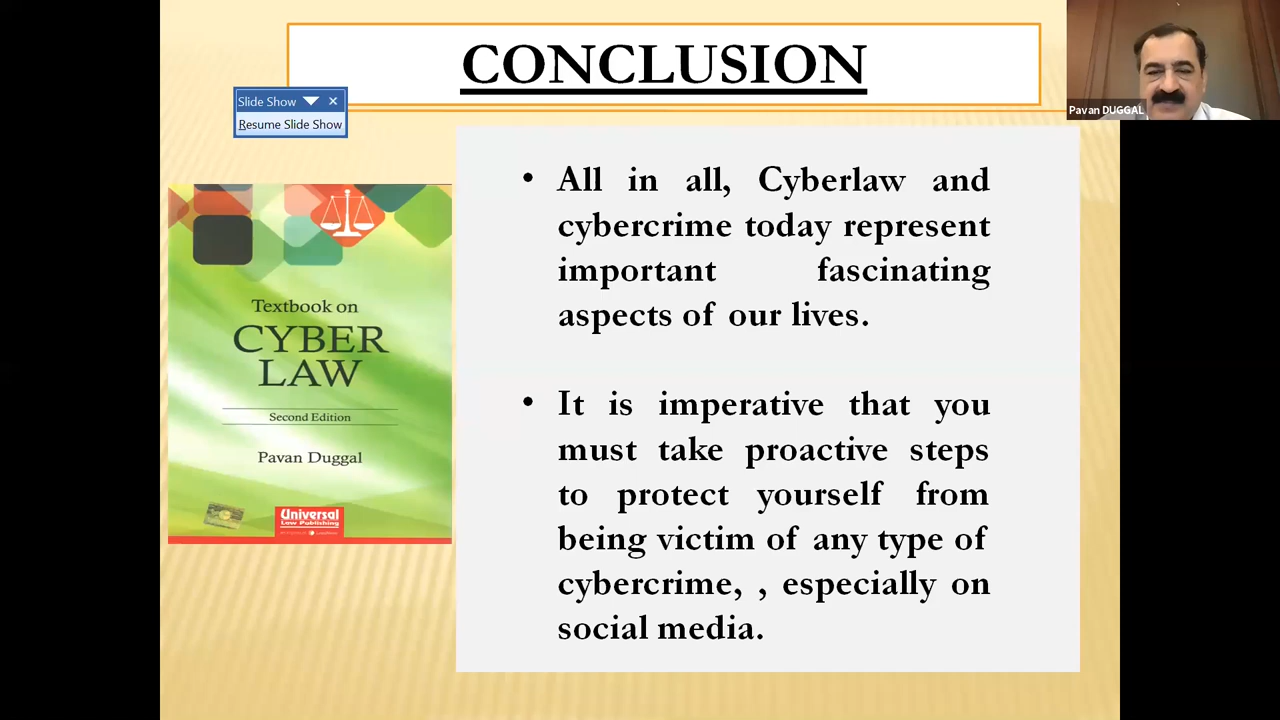 CONCLUSION
Slide Show
Resume Slide Show
Pavan DUGGAL
Textbook on
CYBER
LAW
Second Edition
Pavan Duggal
Universal
Law Publishing
• All in all, Cyberlaw and
cybercrime today represent
important fascinating
aspects of our lives.
• It is imperative that you
must take proactive steps
to protect yourself from
being victim of any type of
cybercrime, , especially on
social media.